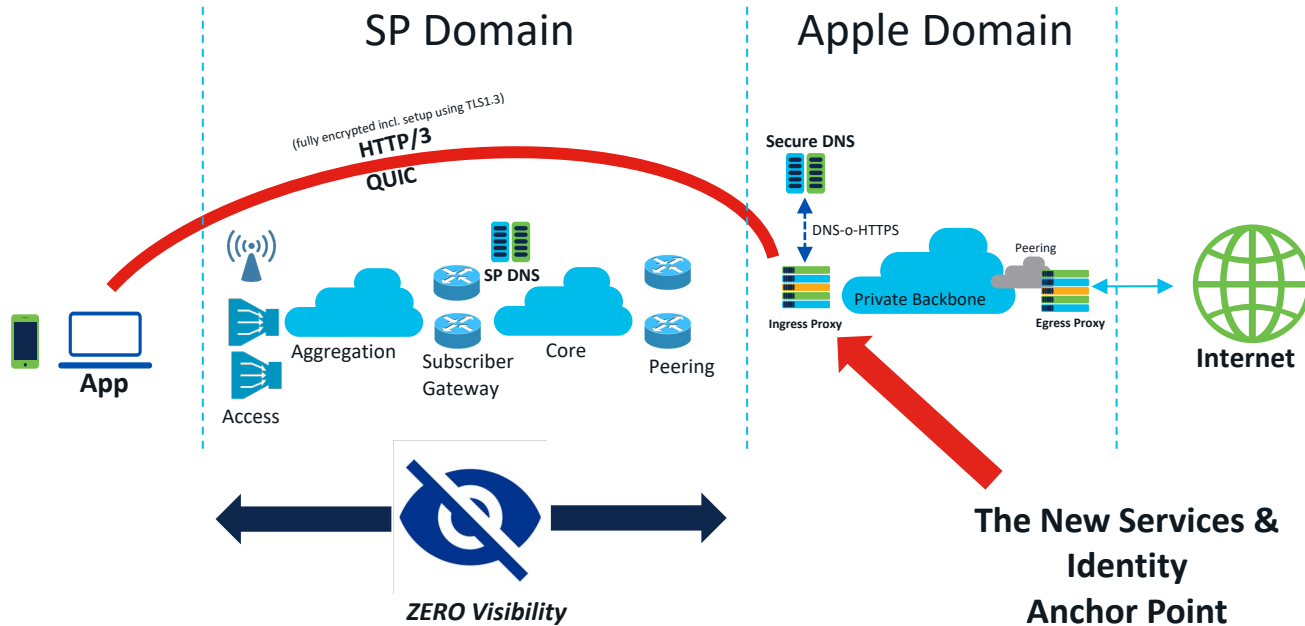 SP Domain
Apple Domain
(fully encrypted incl. setup using TLS1.3)
HTTP/3
QUIC
Secure DNS
DNS-o-HTTPS
SP DNS
Peering
Private Backbone
Ingress Proxy
Egress Proxy
Aggregation
Subscriber
Gateway
Core
Peering
Internet
App
Access
ZERO Visibility
The New Services &
Identity
Anchor Point